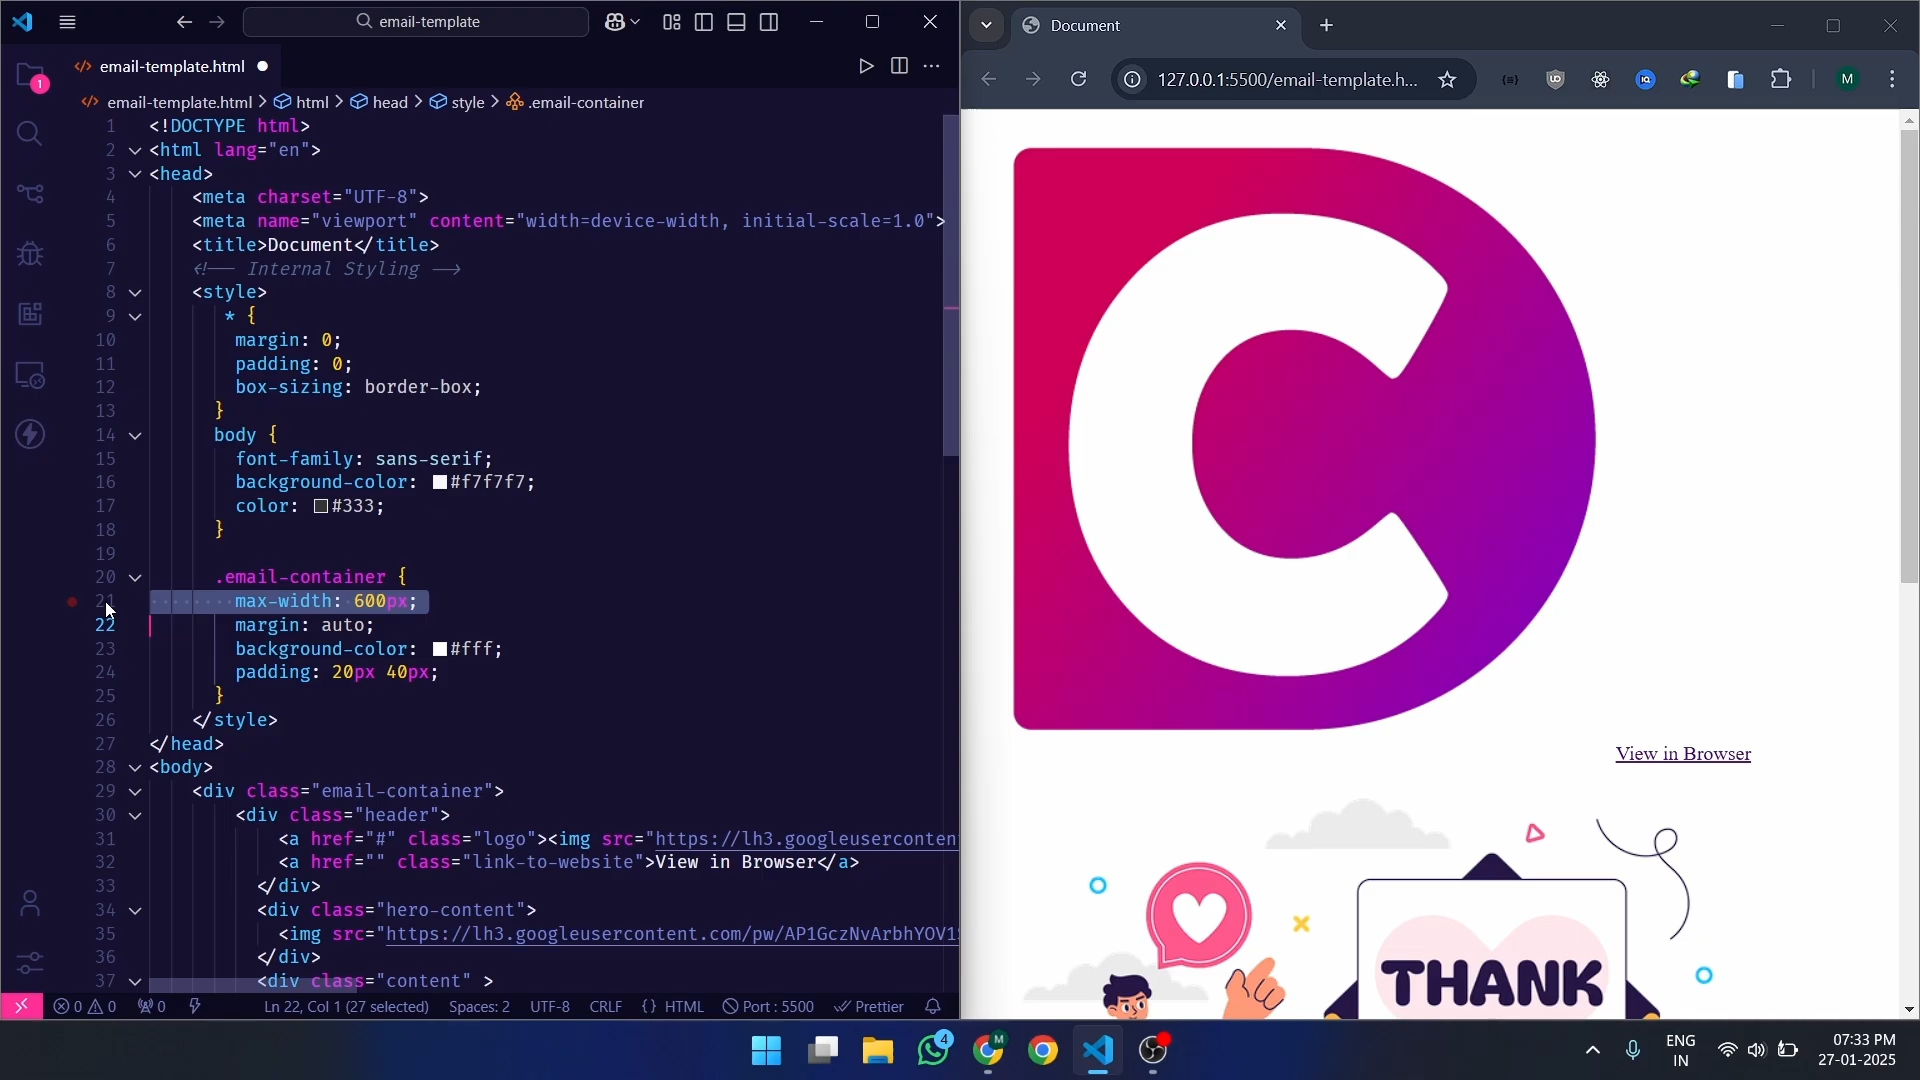 email-template
Document
email-template.html
127.0.0.1:5500/email-template.h...
M
1
email-template.html > html > head > style > .email-container
1 <!DOCTYPE html>
2 <html lang="en">
3 <head>
4 <meta charset="UTF-8">
5 <meta name="viewport" content="width=device-width, initial-scale=1.0">
6 <title>Document</title>
7 <!-- Internal Styling -->
8 <style>
9 * {
10 margin: 0;
11 padding: 0;
12 box-sizing: border-box;
13 }
14 body {
15 font-family: sans-serif;
16 background-color: #f7f7f7;
17 color: #333;
18 }
19
20 .email-container {
21 max-width: 600px;
22 margin: auto;
23 background-color: #fff;
24 padding: 20px 40px;
25 }
26 </style>
27 </head>
28 <body>
29 <div class="email-container">
30 <div class="header">
31 <a href="#" class="logo"><img src="https://lh3.googleusercontent
32 <a href="" class="link-to-website">View in Browser</a>
33 </div>
34 <div class="hero-content">
35 <img src="https://lh3.googleusercontent.com/pw/AP1GczNvArbhYOV1
36 </div>
37 <div class="content" >
C
View in Browser
THANK
0 0 0 Ln 22, Col 1 (27 selected) Spaces: 2 UTF-8 CRLF {} HTML Port : 5500 Prettier
4
M
ENG
IN
07:33 PM
27-01-2025